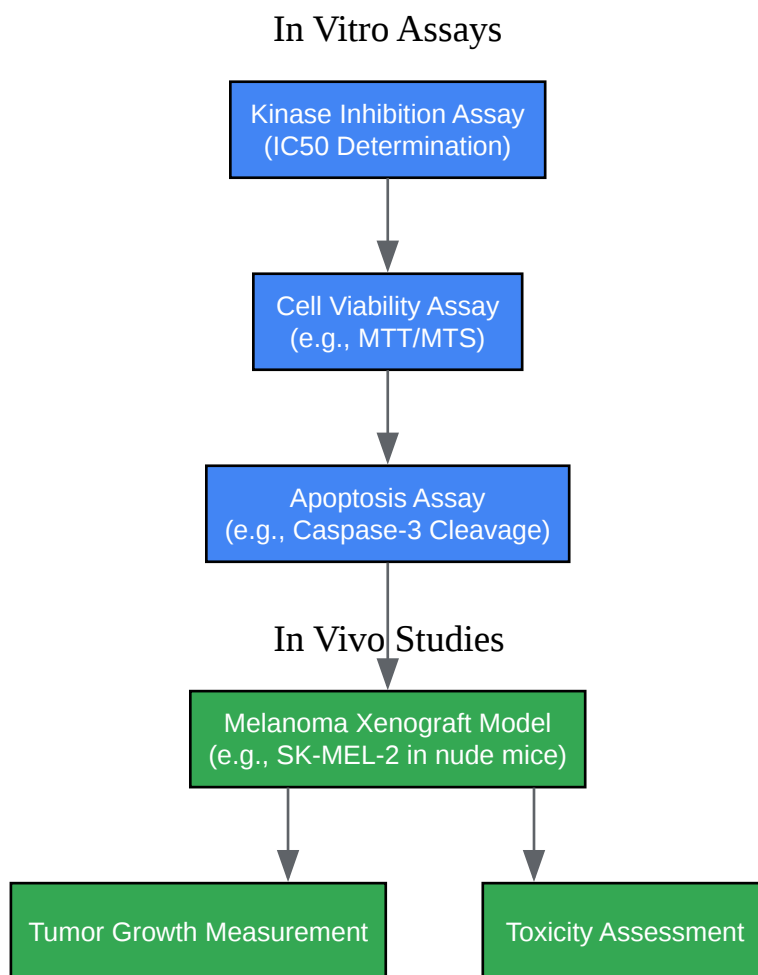 In Vitro Assays
Kinase Inhibition Assay
(IC50 Determination)
Cell Viability Assay
(e.g., MTT/MTS)
Apoptosis Assay
(e.g., Caspase-3 Cleavage)
In Vivo Studies
Melanoma Xenograft Model
(e.g., SK-MEL-2 in nude mice)
Tumor Growth Measurement
Toxicity Assessment